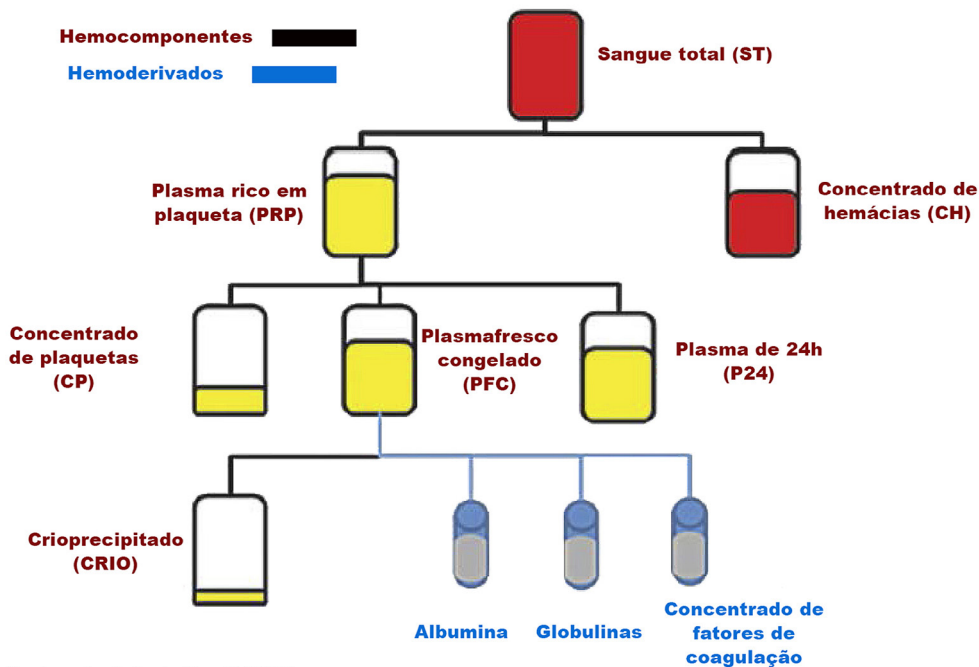 Hemocomponentes
Hemoderivados
Sangue total (ST)
Plasma rico em
plaqueta (PRP)
Concentrado de
hemácias (CH)
Concentrado
de plaquetas
(CP)
Plasmafresco
congelado
(PFC)
Plasma de 24h
(P24)
Crioprecipitado
(CRIO)
Albumina
Globulinas
Concentrado de
fatores de
coagulação